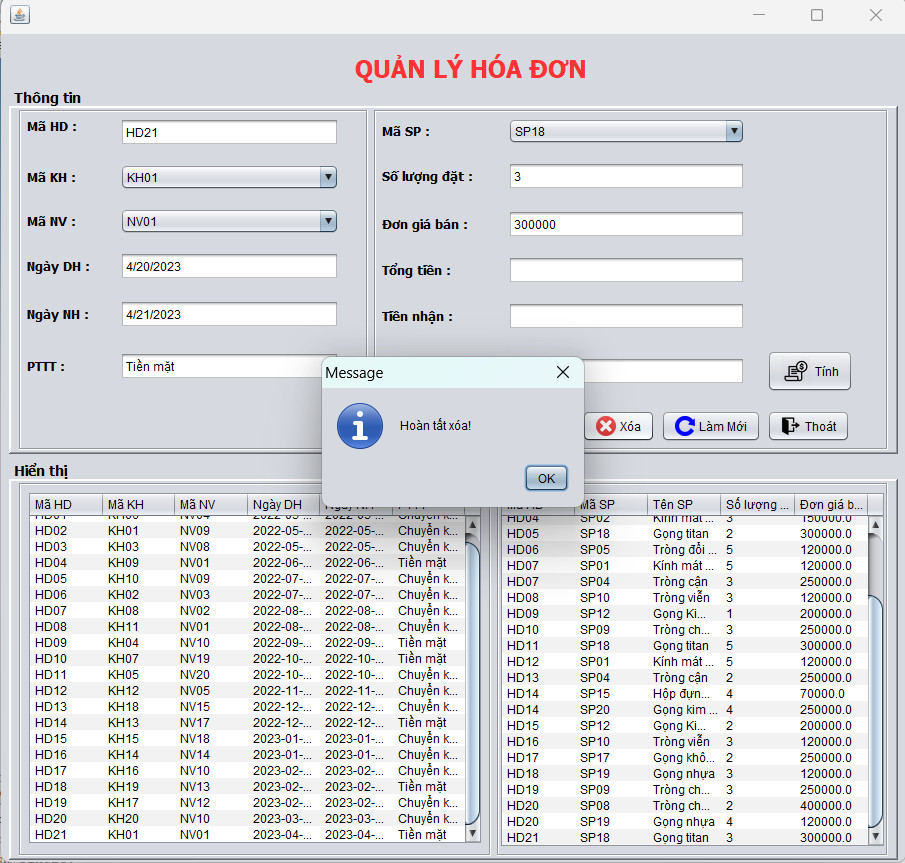 QUẢN LÝ HÓA ĐƠN
Thông tin
Mã HD :
HD21
Mã KH :
KH01
Mã NV :
NV01
Ngày DH :
4/20/2023
Ngày NH :
4/21/2023
PTTT :
Tiền mặt
Mã SP :
SP18
Số lượng đặt :
3
Đơn giá bán :
300000
Tổng tiền :
Tiền nhận :
Tính
Xóa
Làm Mới
Thoát
Message
Hoàn tất xóa!
OK
Hiển thị
Mã HD Mã KH Mã NV Ngày DH
HD02 KH01 NV09 2022-05-... 2022-05-... Chuyển k...
HD03 KH03 NV08 2022-05-... 2022-05-... Chuyển k...
HD04 KH09 NV01 2022-06-... 2022-06-... Tiền mặt
HD05 KH10 NV09 2022-07-... 2022-07-... Chuyển k...
HD06 KH02 NV03 2022-07-... 2022-07-... Chuyển k...
HD07 KH08 NV02 2022-08-... 2022-08-... Chuyển k...
HD08 KH11 NV01 2022-08-... 2022-08-... Chuyển k...
HD09 KH04 NV10 2022-09-... 2022-09-... Tiền mặt
HD10 KH07 NV19 2022-10-... 2022-10-... Tiền mặt
HD11 KH05 NV20 2022-10-... 2022-10-... Chuyển k...
HD12 KH12 NV05 2022-11-... 2022-11-... Chuyển k...
HD13 KH18 NV15 2022-12-... 2022-12-... Chuyển k...
HD14 KH13 NV17 2022-12-... 2022-12-... Tiền mặt
HD15 KH15 NV18 2023-01-... 2023-01-... Chuyển k...
HD16 KH14 NV14 2023-01-... 2023-01-... Chuyển k...
HD17 KH16 NV10 2023-02-... 2023-02-... Chuyển k...
HD18 KH19 NV13 2023-02-... 2023-02-... Tiền mặt
HD19 KH17 NV12 2023-02-... 2023-02-... Chuyển k...
HD20 KH20 NV10 2023-03-... 2023-03-... Chuyển k...
HD21 KH01 NV01 2023-04-... 2023-04-... Tiền mặt
Mã SP Tên SP Số lượng ... Đơn giá b...
HD04 SP02 Kính mát ... 3 150000.0
HD05 SP18 Gọng titan 2 300000.0
HD06 SP05 Tròng đổi ... 5 120000.0
HD07 SP01 Kính mát ... 5 120000.0
HD07 SP04 Tròng cận 3 250000.0
HD08 SP10 Tròng viễn 3 120000.0
HD09 SP12 Gọng Ki... 1 200000.0
HD10 SP09 Tròng ch... 3 250000.0
HD11 SP18 Gọng titan 5 300000.0
HD12 SP01 Kính mát ... 5 120000.0
HD13 SP04 Tròng cận 2 250000.0
HD14 SP15 Hộp đựn... 4 70000.0
HD14 SP20 Gọng kim ... 4 250000.0
HD15 SP12 Gọng Ki... 2 200000.0
HD16 SP10 Tròng viễn 3 120000.0
HD17 SP17 Gọng khô... 2 250000.0
HD18 SP19 Gọng nhựa 3 120000.0
HD19 SP09 Tròng ch... 3 250000.0
HD20 SP08 Tròng ch... 2 400000.0
HD20 SP19 Gọng nhựa 4 120000.0
HD21 SP18 Gọng titan 3 300000.0